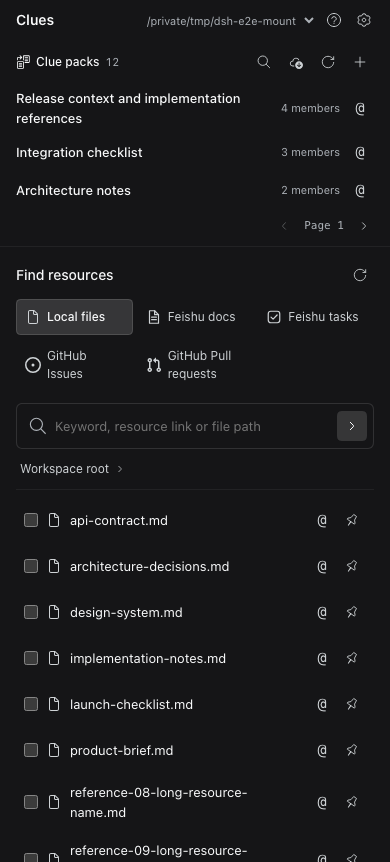 Clues
/private/tmp/dsh-e2e-mount
Clue packs 12
Release context and implementation
references
4 members @
Integration checklist 3 members @
Architecture notes 2 members @
Page 1
Find resources
Local files Feishu docs Feishu tasks
GitHub
Issues
GitHub Pull
requests
Keyword, resource link or file path
Workspace root
api-contract.md @
architecture-decisions.md @
design-system.md @
implementation-notes.md @
launch-checklist.md @
product-brief.md @
reference-08-long-resource-
name.md @
reference-09-long-resource-
@